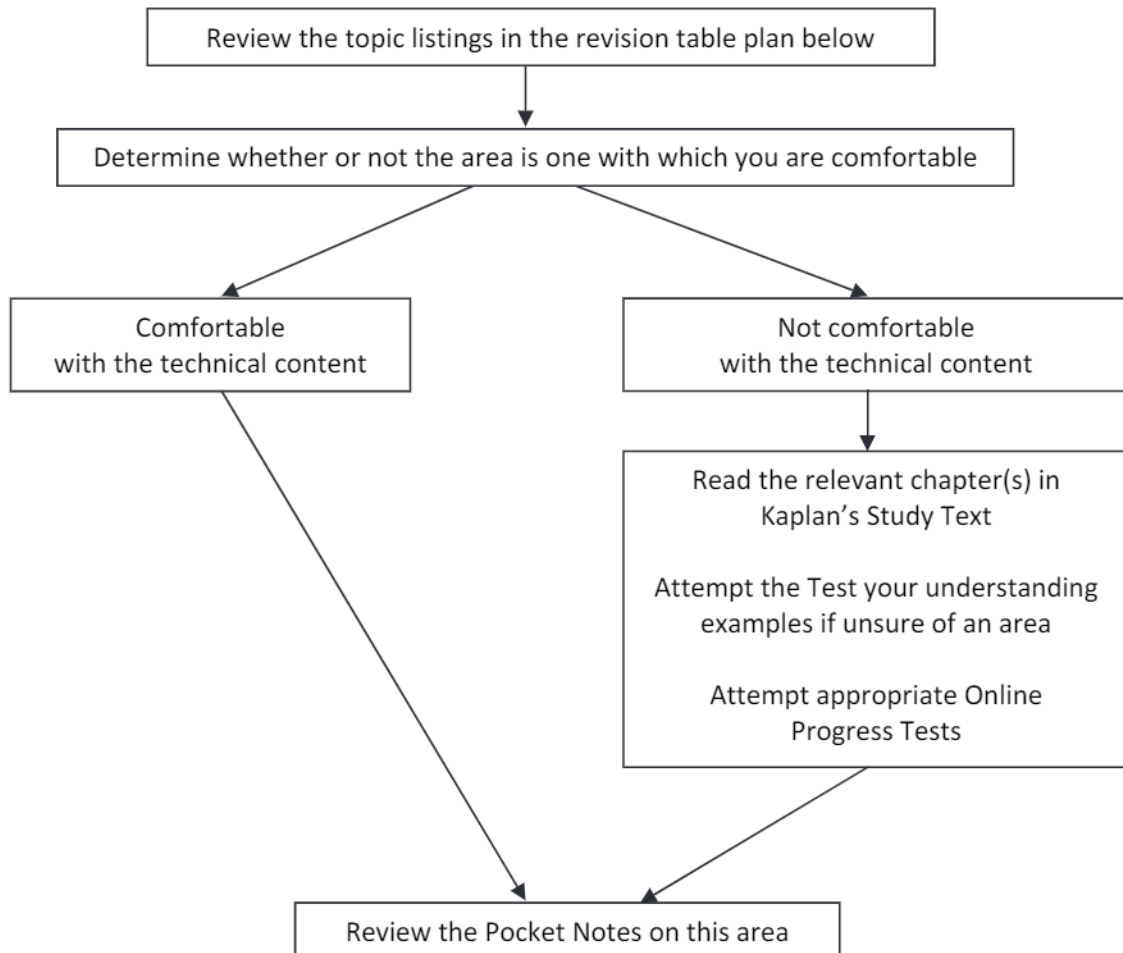 Review the topic listings in the revision table plan below
Determine whether or not the area is one with which you are comfortable
Comfortable
with the technical content
Not comfortable
with the technical content
Read the relevant chapter(s) in
Kaplan’s Study Text
Attempt the Test your understanding
examples if unsure of an area
Attempt appropriate Online
Progress Tests
Review the Pocket Notes on this area